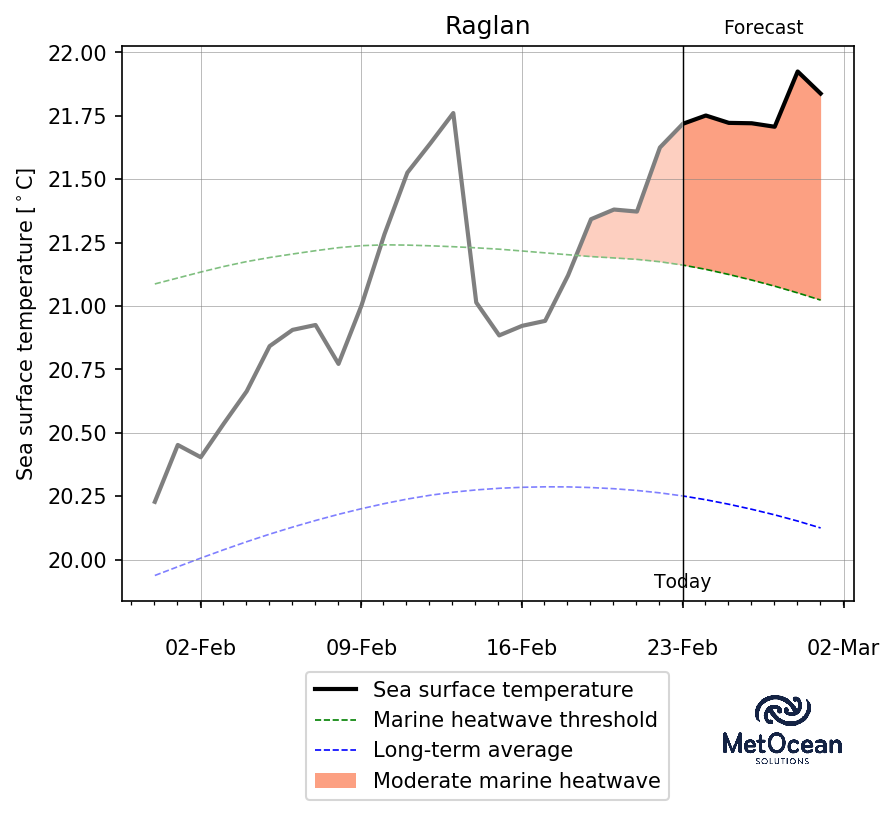 Raglan
Forecast
Sea surface temperature [°C]
22.00
21.75
21.50
21.25
21.00
20.75
20.50
20.25
20.00
Today
02-Feb
09-Feb
16-Feb
23-Feb
02-Mar
Sea surface temperature
Marine heatwave threshold
Long-term average
Moderate marine heatwave
MetOcean
SOLUTIONS